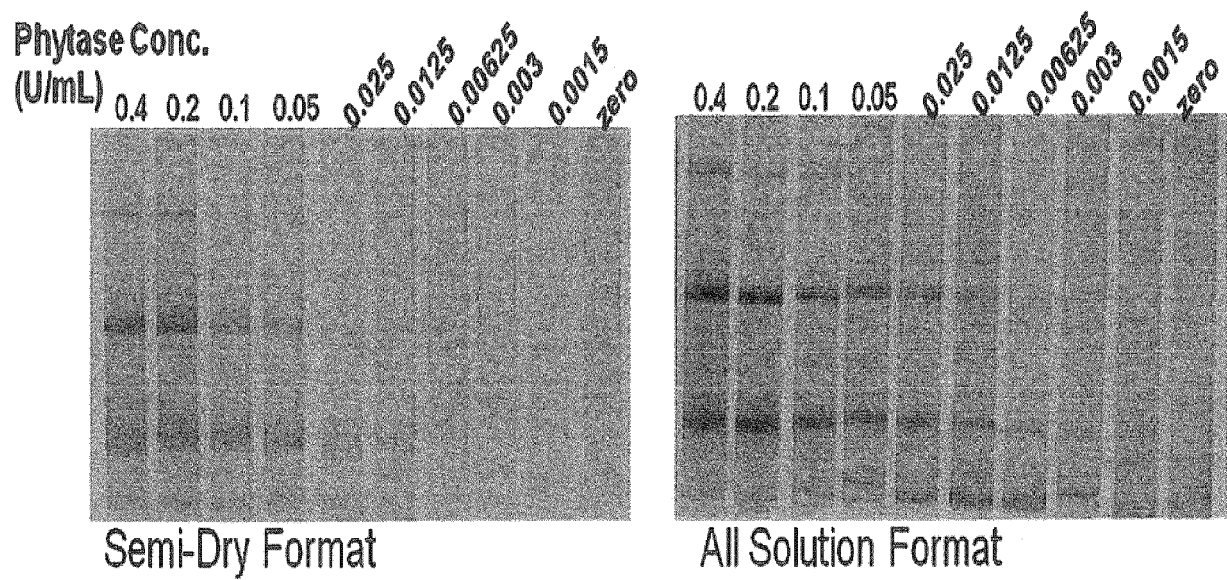 Phytase Conc.
(U/mL) 0.4 0.2 0.1 0.05 0.025 0.0125 0.00625 0.003 0.0015 zero
0.4 0.2 0.1 0.05 0.025 0.0125 0.00625 0.003 0.0015 zero
Semi-Dry Format
All Solution Format